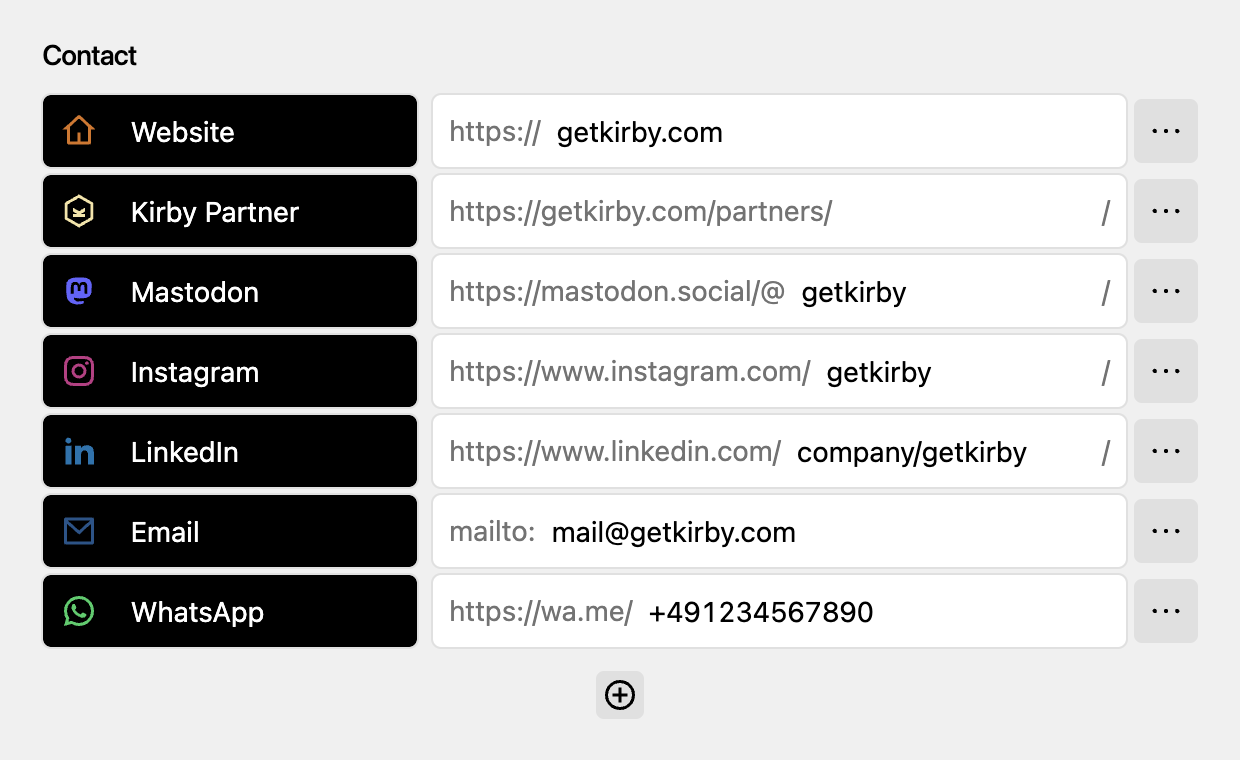 Contact
Website https:// getkirby.com ...
Kirby Partner https://getkirby.com/partners/ / ...
Mastodon https://mastodon.social/@ getkirby / ...
Instagram https://www.instagram.com/ getkirby / ...
LinkedIn https://www.linkedin.com/ company/getkirby / ...
Email mailto: mail@getkirby.com ...
WhatsApp https://wa.me/ +491234567890 ...